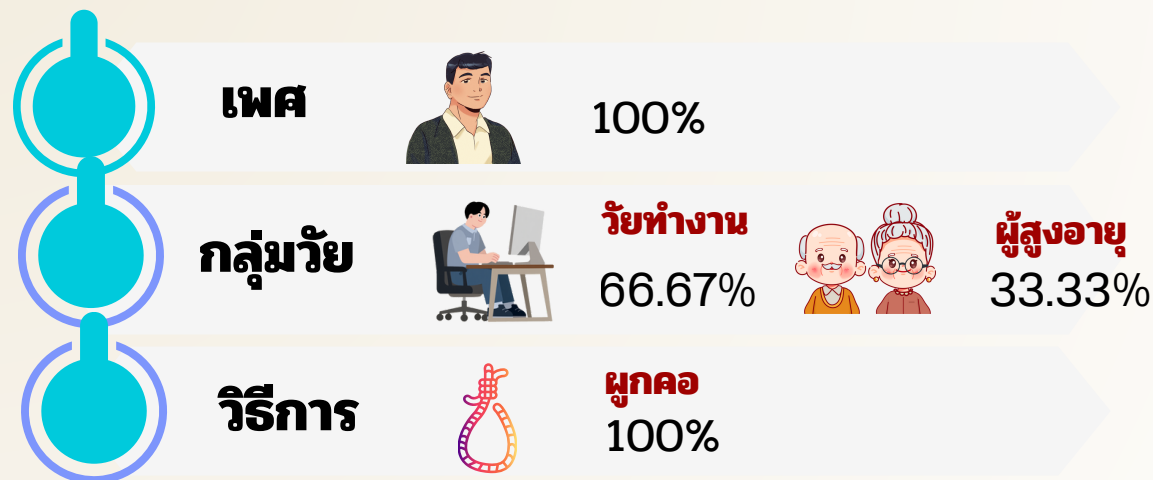 เพศ
100%
กลุ่มวัย
วัยทำงาน
66.67%
ผู้สูงอายุ
33.33%
วิธีการ
ผูกคอ
100%